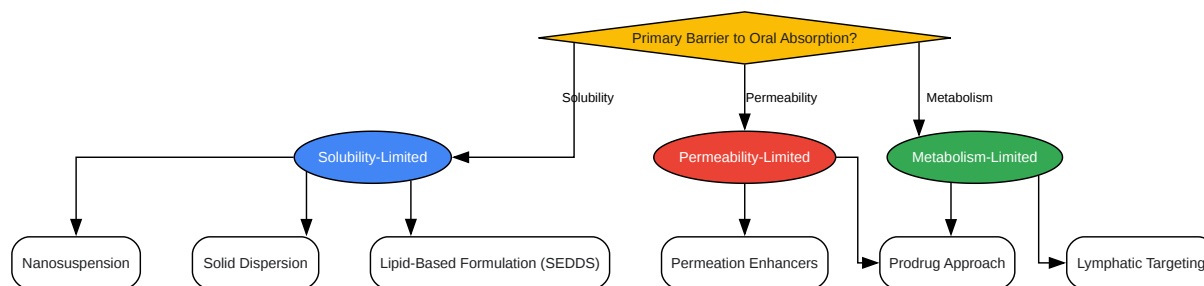 Primary Barrier to Oral Absorption?
Solubility
Permeability
Metabolism
Solubility-Limited
Permeability-Limited
Metabolism-Limited
Nanosuspension
Solid Dispersion
Lipid-Based Formulation (SEDDS)
Permeation Enhancers
Prodrug Approach
Lymphatic Targeting